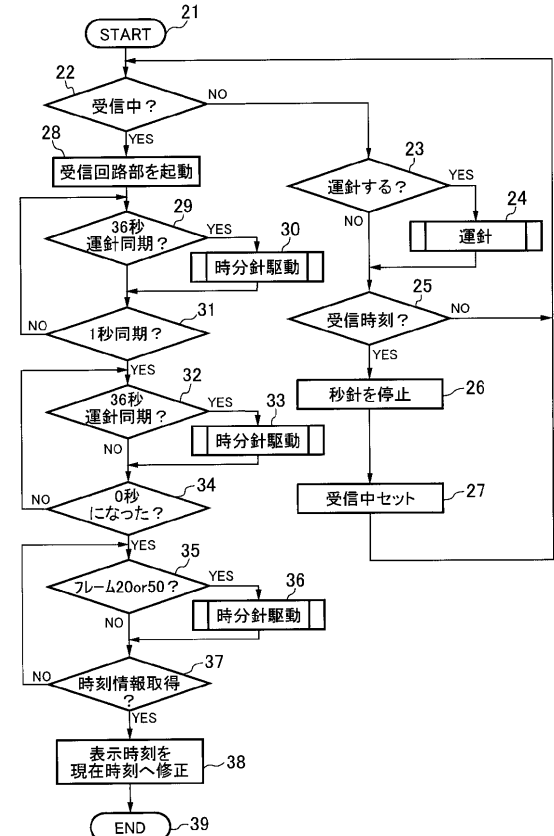 START
21
22
受信中？
NO
YES
28
受信回路部を起動
23
運針する？
YES
NO
24
運針
29
36秒
運針同期？
YES
30
時分針駆動
25
受信時刻？
NO
YES
31
1秒同期？
NO
YES
26
秒針を停止
32
36秒
運針同期？
YES
NO
33
時分針駆動
27
受信中セット
34
0秒
になった？
NO
YES
35
フレーム20or50？
YES
NO
36
時分針駆動
37
時刻情報取得
？
NO
YES
表示時刻を
現在時刻へ修正
38
END
39